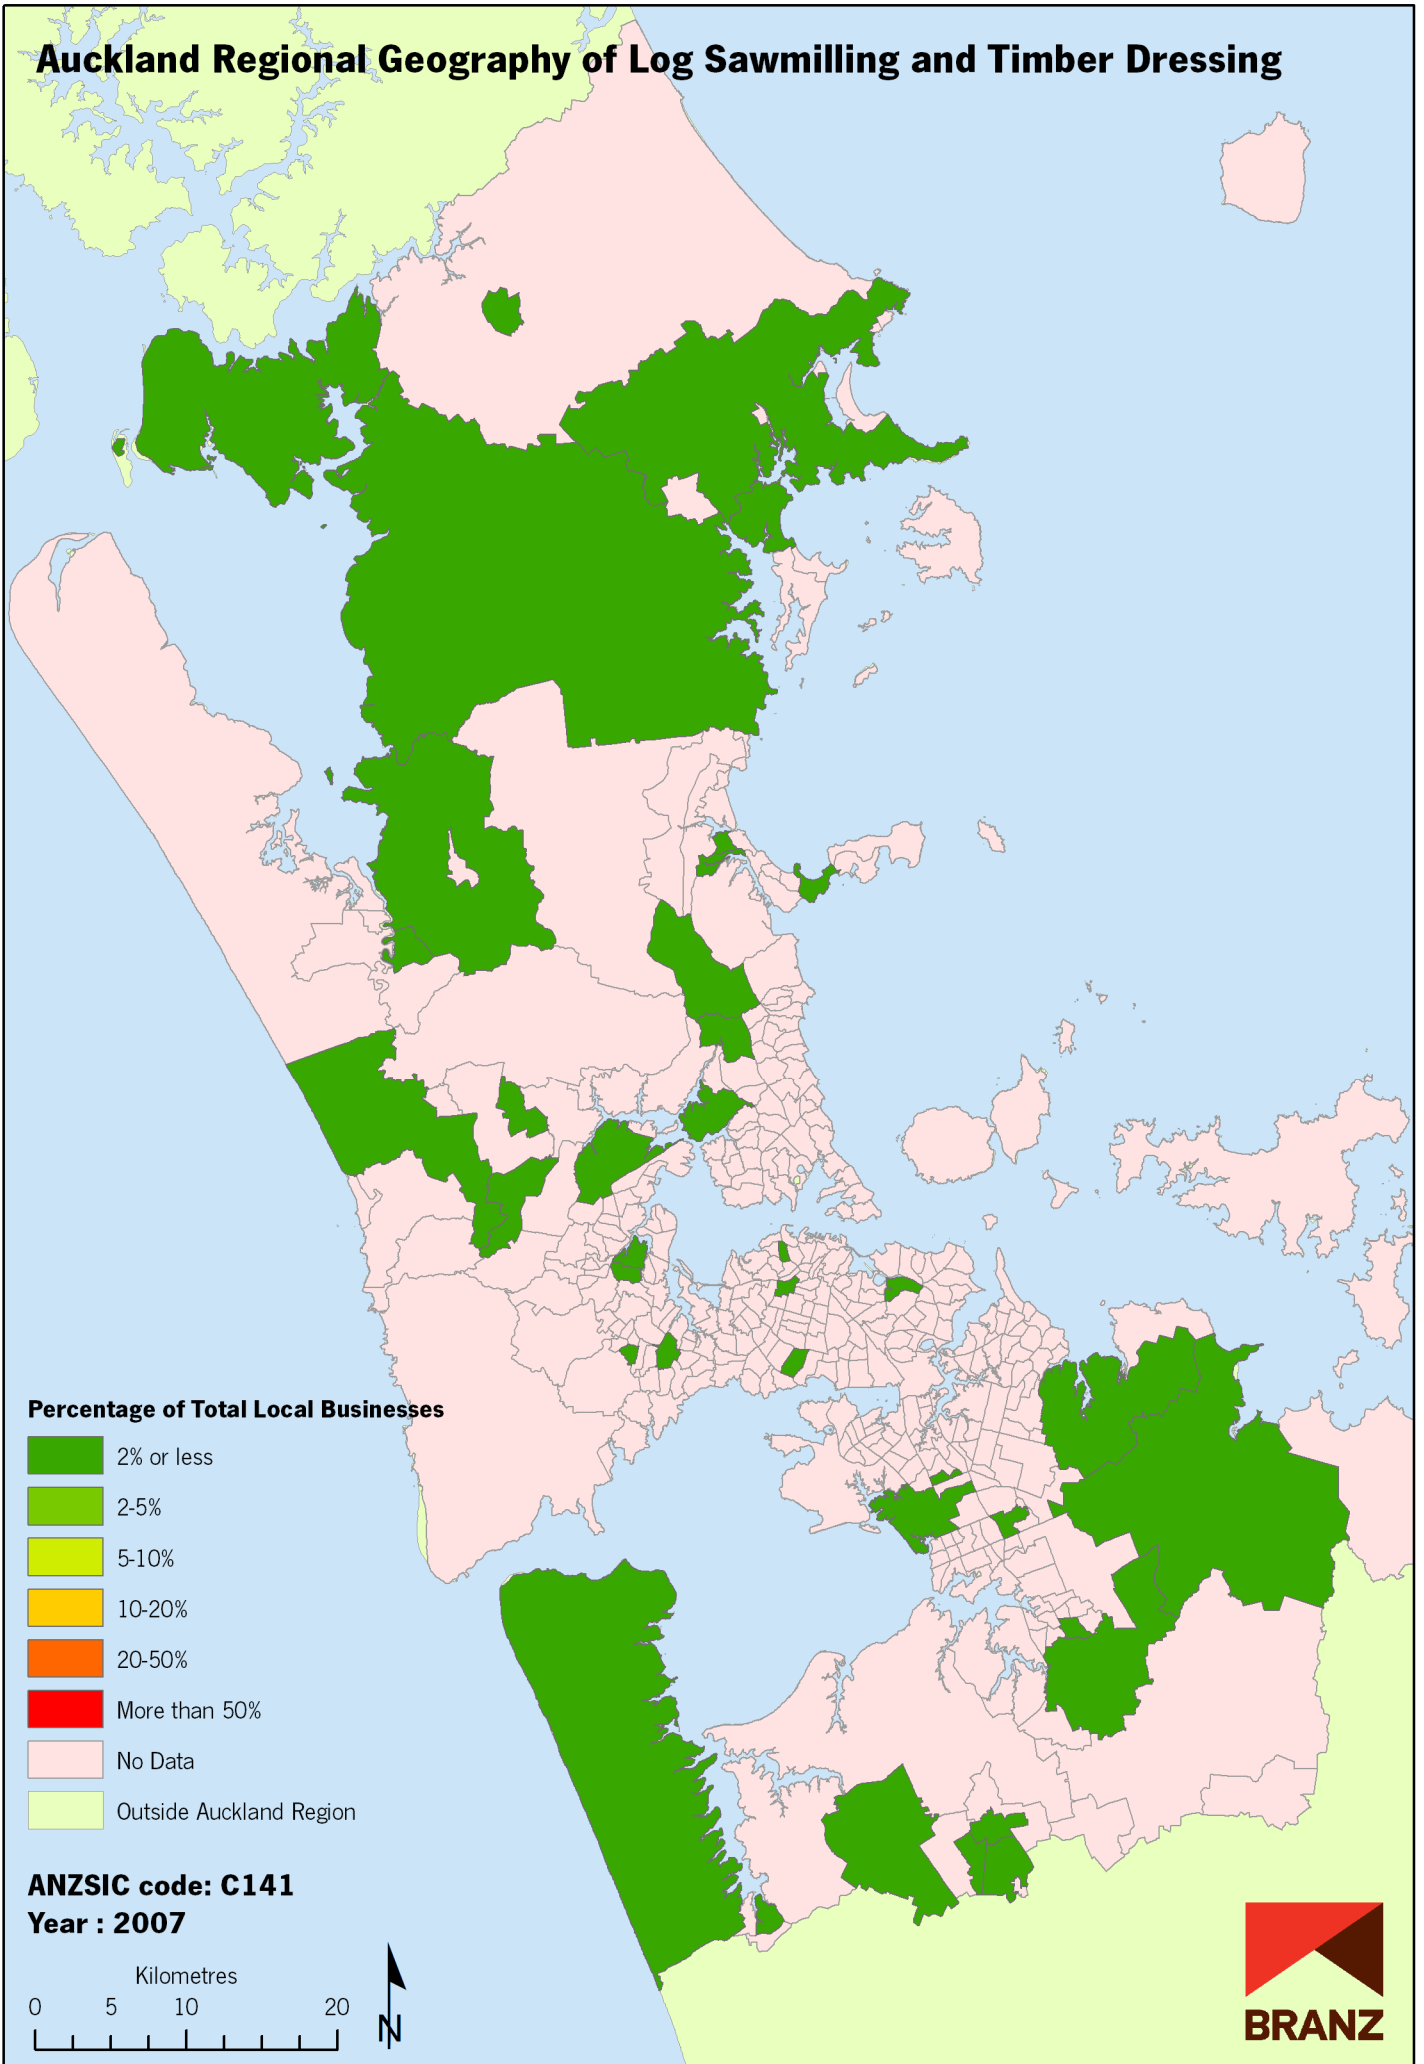 Auckland Regional Geography of Log Sawmilling and Timber Dressing
Percentage of Total Local Businesses
2% or less
2-5%
5-10%
10-20%
20-50%
More than 50%
No Data
Outside Auckland Region
ANZSIC code: C141
Year : 2007
Kilometres
0 5 10 20
N
BRANZ